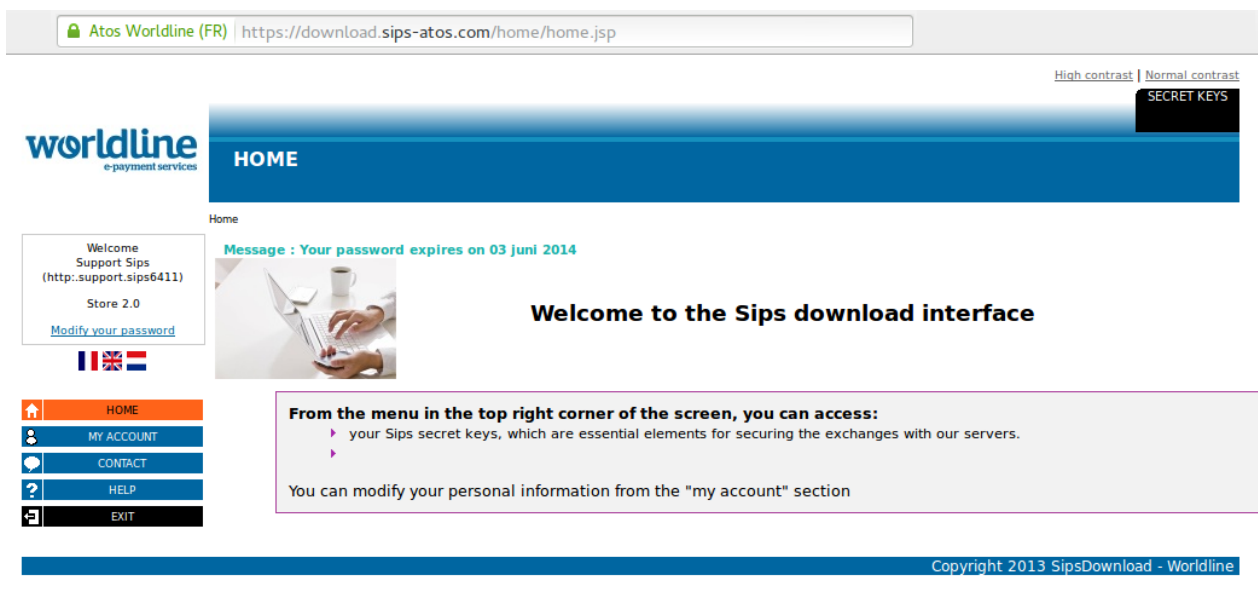 Atos Worldline (FR) https://download.sips-atos.com/home/home.jsp
High contrast | Normal contrast
SECRET KEYS
worldline
e-payment services
HOME
Home
Welcome
Support Sips
(http:.support.sips6411)
Store 2.0
Modify your password
Message : Your password expires on 03 juni 2014
Welcome to the Sips download interface
HOME
MY ACCOUNT
CONTACT
HELP
EXIT
From the menu in the top right corner of the screen, you can access:
your Sips secret keys, which are essential elements for securing the exchanges with our servers.
You can modify your personal information from the "my account" section
Copyright 2013 SipsDownload - Worldline